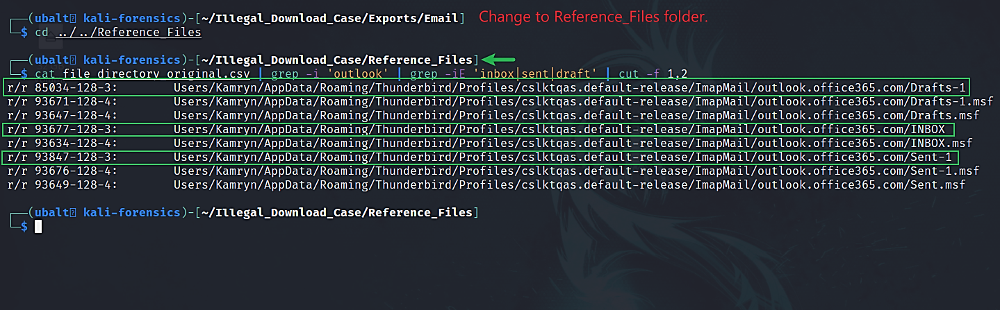 ┌──(ubalt㉿ kali-forensics)-[~/Illegal_Download_Case/Exports/Email] Change to Reference_Files folder.
└─$ cd ../../Reference_Files
┌──(ubalt㉿ kali-forensics)-[~/Illegal_Download_Case/Reference_Files]
└─$ cat file_directory_original.csv | grep -i 'outlook' | grep -iE 'inbox|sent|draft' | cut -f 1,2
r/r 85034-128-3:        Users/Kamryn/AppData/Roaming/Thunderbird/Profiles/cslktqas.default-release/ImapMail/outlook.office365.com/Drafts-1
r/r 93671-128-4:        Users/Kamryn/AppData/Roaming/Thunderbird/Profiles/cslktqas.default-release/ImapMail/outlook.office365.com/Drafts-1.msf
r/r 93647-128-4:        Users/Kamryn/AppData/Roaming/Thunderbird/Profiles/cslktqas.default-release/ImapMail/outlook.office365.com/Drafts.msf
r/r 93677-128-3:        Users/Kamryn/AppData/Roaming/Thunderbird/Profiles/cslktqas.default-release/ImapMail/outlook.office365.com/INBOX
r/r 93634-128-4:        Users/Kamryn/AppData/Roaming/Thunderbird/Profiles/cslktqas.default-release/ImapMail/outlook.office365.com/INBOX.msf
r/r 93847-128-3:        Users/Kamryn/AppData/Roaming/Thunderbird/Profiles/cslktqas.default-release/ImapMail/outlook.office365.com/Sent-1
r/r 93676-128-4:        Users/Kamryn/AppData/Roaming/Thunderbird/Profiles/cslktqas.default-release/ImapMail/outlook.office365.com/Sent-1.msf
r/r 93649-128-4:        Users/Kamryn/AppData/Roaming/Thunderbird/Profiles/cslktqas.default-release/ImapMail/outlook.office365.com/Sent.msf
┌──(ubalt㉿ kali-forensics)-[~/Illegal_Download_Case/Reference_Files]
└─$